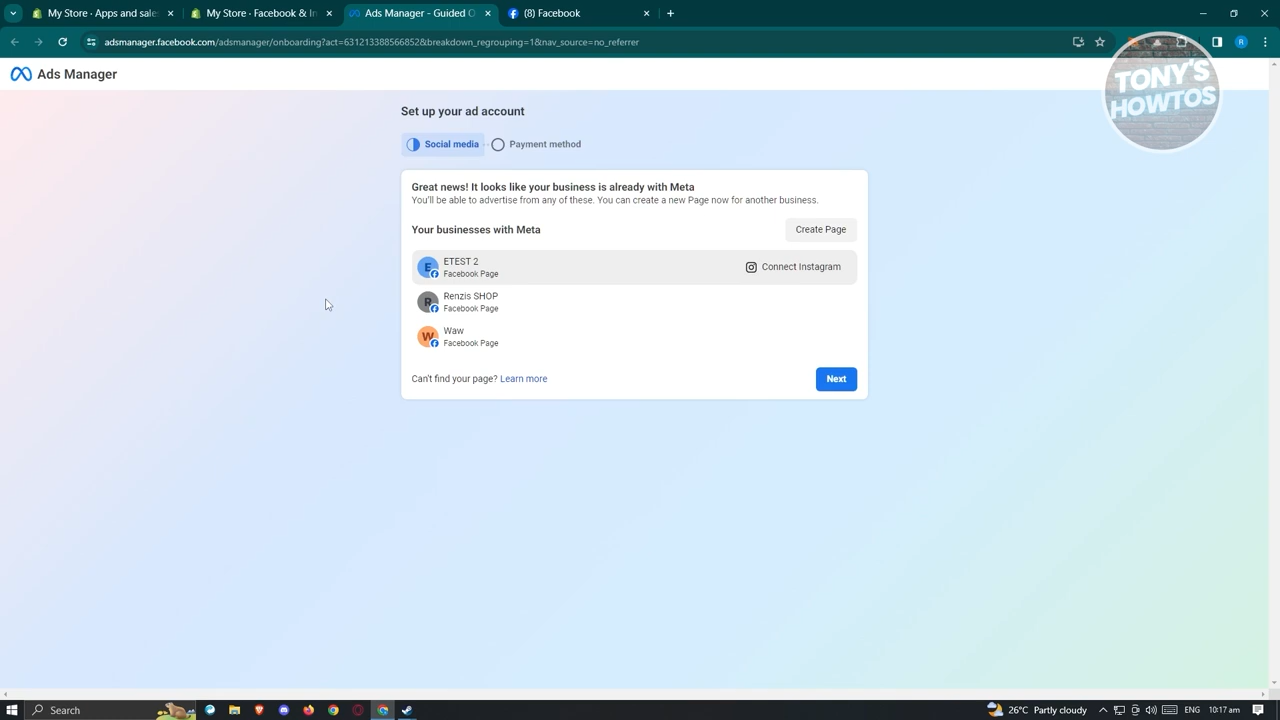 My Store · Apps and sales
My Store · Facebook & In
Ads Manager - Guided C
(8) Facebook
adsmanager.facebook.com/adsmanager/onboarding?act=631213388566852&breakdown_regrouping=1&nav_source=no_referrer
R
Ads Manager
TONY'S
HOWTOS
Set up your ad account
Social media
Payment method
Great news! It looks like your business is already with Meta
You'll be able to advertise from any of these. You can create a new Page now for another business.
Your businesses with Meta
Create Page
E
ETEST 2
Facebook Page
Connect Instagram
R
Renzis SHOP
Facebook Page
W
Waw
Facebook Page
Can't find your page? Learn more
Next
Search
26°C Partly cloudy
ENG
10:17 am